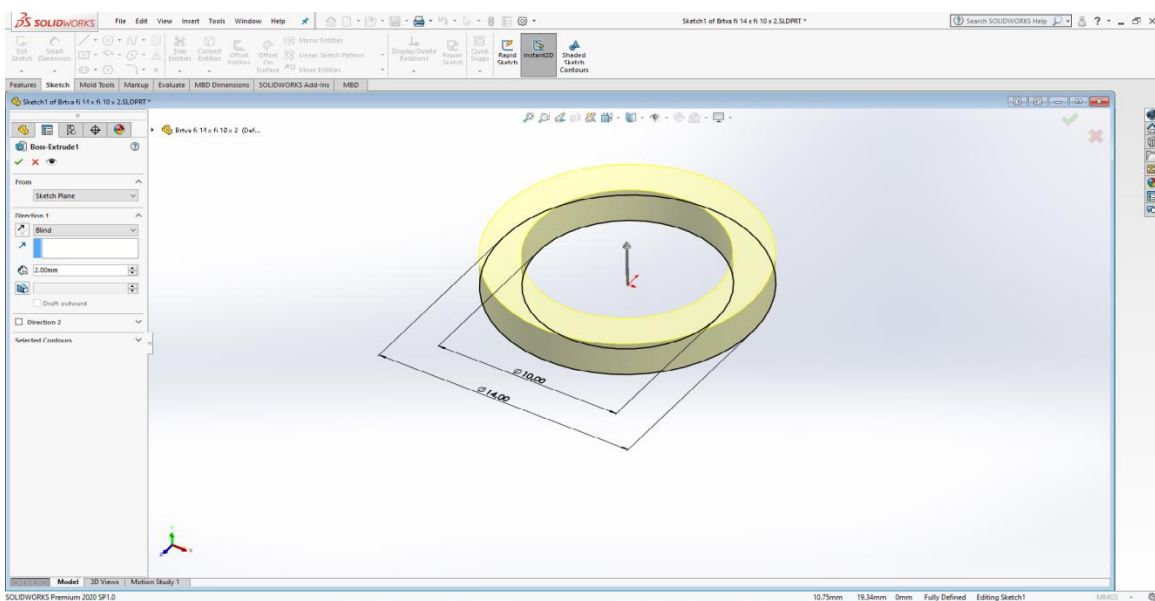 SOLIDWORKS File Edit View Insert Tools Window Help Sketch1 of Brtva fi 14 x fi 10 x 2.SLDPRT * Search SOLIDWORKS Help
Exit Sketch
Smart Dimension
Trim Entities
Convert Entities
Offset Entities
Offset On Surface
Mirror Entities
Linear Sketch Pattern
Move Entities
Display/Delete Relations
Repair Sketch
Quick Snaps
Rapid Sketch
Instant2D
Shaded Sketch Contours
Features Sketch Mold Tools Markup Evaluate MBD Dimensions SOLIDWORKS Add-Ins MBD
Sketch1 of Brtva fi 14 x fi 10 x 2.SLDPRT *
Brtva fi 14 x fi 10 x 2 (Def...
Boss-Extrude1
From
Sketch Plane
Direction 1
Blind
2.00mm
Draft outward
Direction 2
Selected Contours
⌀10,00
⌀14,00
Model 3D Views Motion Study 1
SOLIDWORKS Premium 2020 SP1.0 10.75mm 19.34mm 0mm Fully Defined Editing Sketch1 MMGS